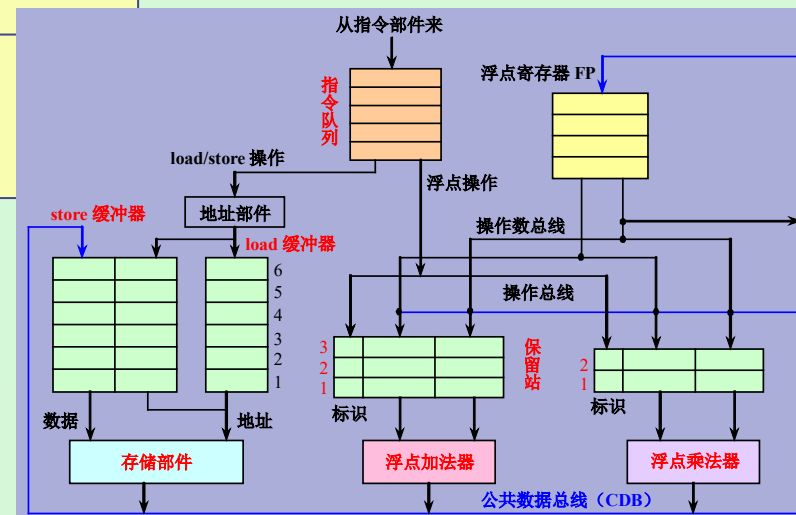 从指令部件来
浮点寄存器 FP
指令队列
load/store 操作
浮点操作
store 缓冲器
地址部件
操作数总线
load 缓冲器
6
5
4
3
2
1
操作总线
3
2
1
保留站
2
1
标识
标识
数据
地址
存储部件
浮点加法器
浮点乘法器
公共数据总线（CDB）